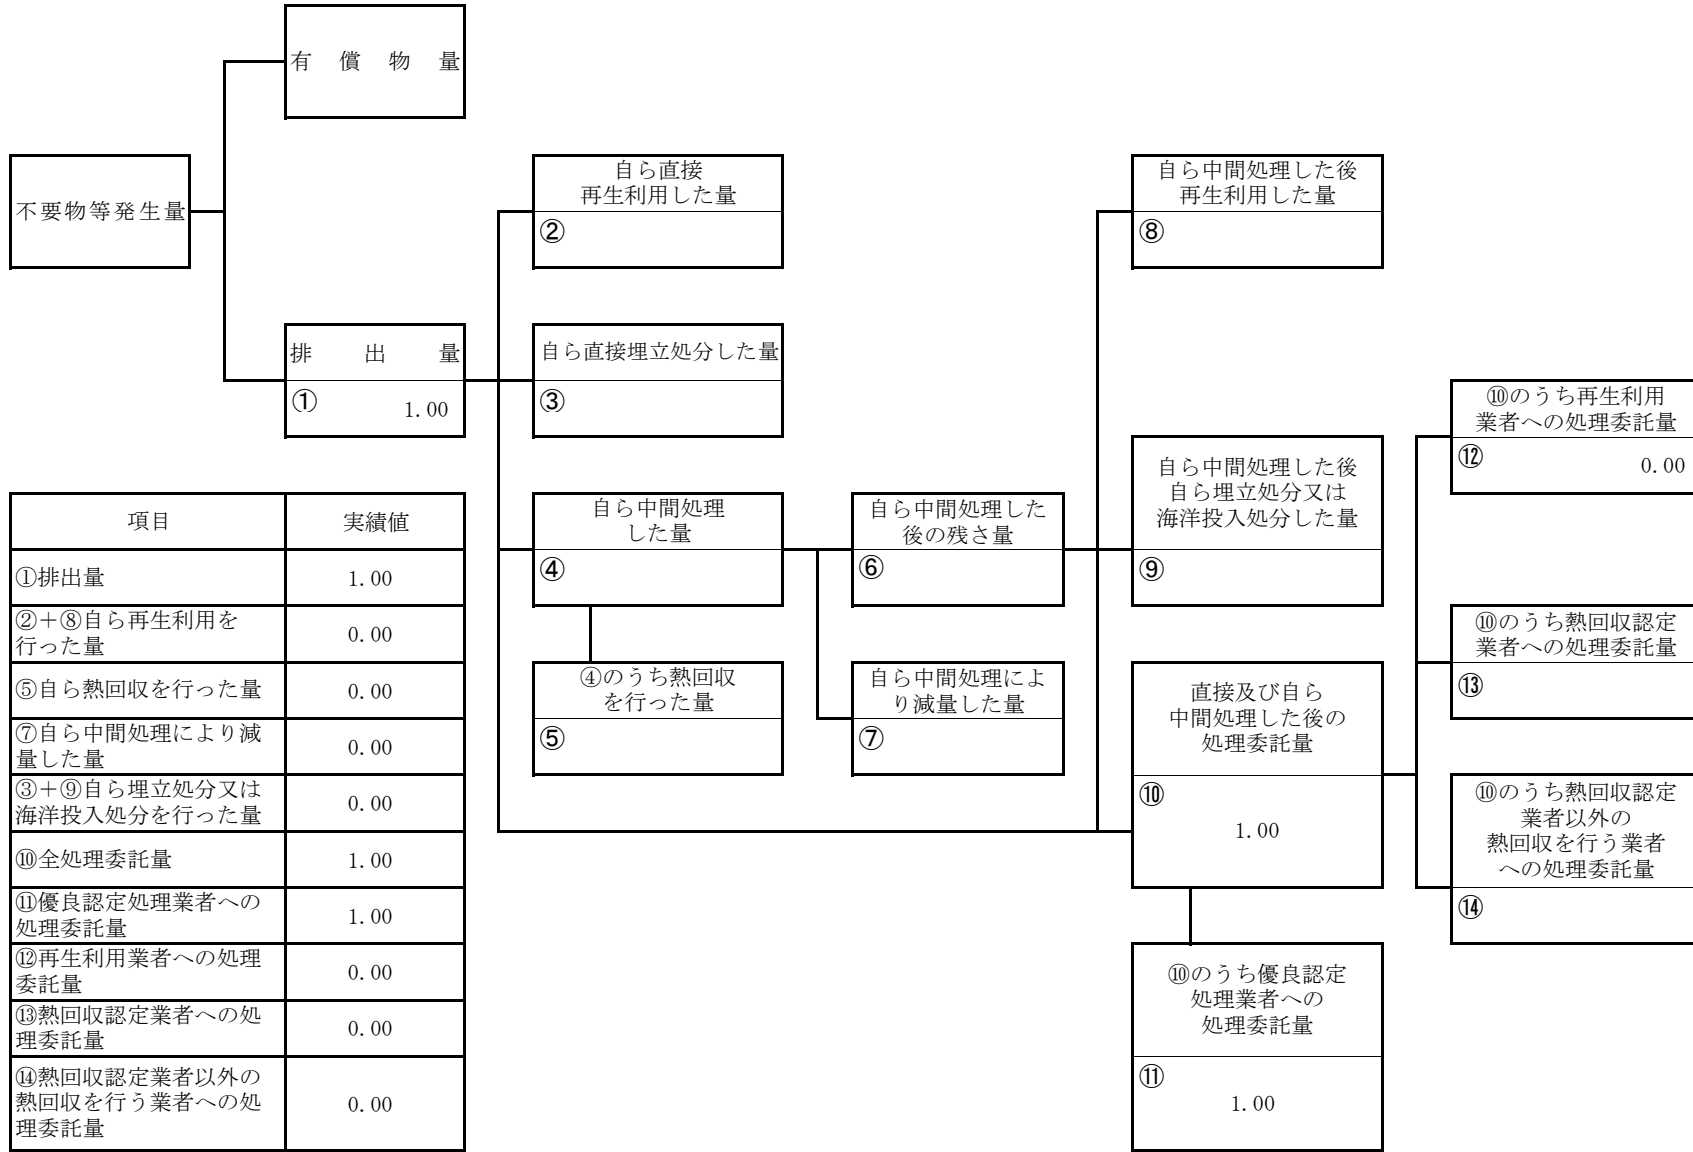 有償物量
不要物等発生量
排出量
① 1.00
自ら直接
再生利用した量
②
自ら直接埋立処分した量
③
自ら中間処理
した量
④
④のうち熱回収
を行った量
⑤
自ら中間処理した
後の残さ量
⑥
自ら中間処理によ
り減量した量
⑦
自ら中間処理した後
再生利用した量
⑧
自ら中間処理した後
自ら埋立処分又は
海洋投入処分した量
⑨
直接及び自ら
中間処理した後の
処理委託量
⑩
1.00
⑩のうち優良認定
処理業者への
処理委託量
⑪
1.00
⑩のうち再生利用
業者への処理委託量
⑫ 0.00
⑩のうち熱回収認定
業者への処理委託量
⑬
⑩のうち熱回収認定
業者以外の
熱回収を行う業者
への処理委託量
⑭
項目 実績値
①排出量 1.00
②+⑧自ら再生利用を
行った量 0.00
⑤自ら熱回収を行った量 0.00
⑦自ら中間処理により減
量した量 0.00
③+⑨自ら埋立処分又は
海洋投入処分を行った量 0.00
⑩全処理委託量 1.00
⑪優良認定処理業者への
処理委託量 1.00
⑫再生利用業者への処理
委託量 0.00
⑬熱回収認定業者への処
理委託量 0.00
⑭熱回収認定業者以外の
熱回収を行う業者への処
理委託量 0.00